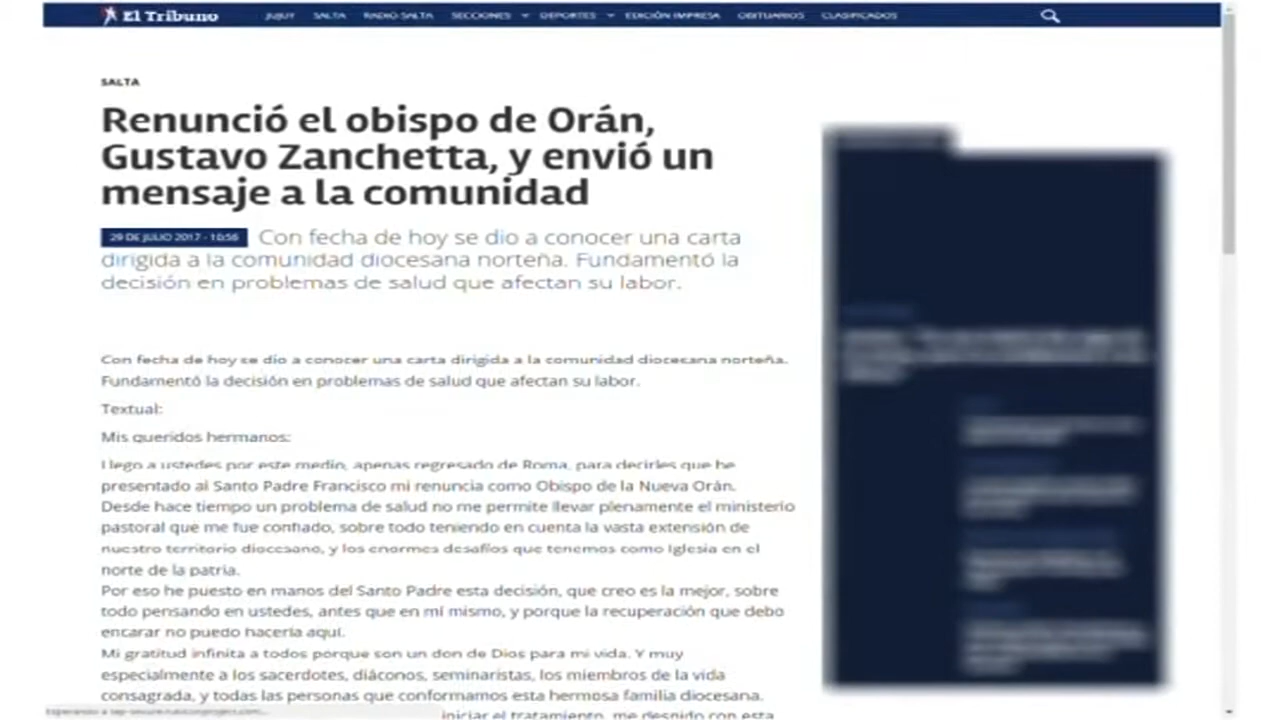 El Tribuno
JUJUY SALTA RADIO SALTA SECCIONES DEPORTES EDICIÓN IMPRESA OBITUARIOS CLASIFICADOS
SALTA
Renunció el obispo de Orán,
Gustavo Zanchetta, y envió un
mensaje a la comunidad
29 DE JULIO 2017 - 10:56 Con fecha de hoy se dio a conocer una carta
dirigida a la comunidad diocesana norteña. Fundamentó la
decisión en problemas de salud que afectan su labor.
Con fecha de hoy se dio a conocer una carta dirigida a la comunidad diocesana norteña.
Fundamentó la decisión en problemas de salud que afectan su labor.
Textual:
Mis queridos hermanos:
Llego a ustedes por este medio, apenas regresado de Roma, para decirles que he
presentado al Santo Padre Francisco mi renuncia como Obispo de la Nueva Orán.
Desde hace tiempo un problema de salud no me permite llevar plenamente el ministerio
pastoral que me fue confiado, sobre todo teniendo en cuenta la vasta extensión de
nuestro territorio diocesano, y los enormes desafíos que tenemos como Iglesia en el
norte de la patria.
Por eso he puesto en manos del Santo Padre esta decisión, que creo es la mejor, sobre
todo pensando en ustedes, antes que en mí mismo, y porque la recuperación que debo
encarar no puedo hacerla aquí.
Mi gratitud infinita a todos porque son un don de Dios para mi vida. Y muy
especialmente a los sacerdotes, diáconos, seminaristas, los miembros de la vida
consagrada, y todas las personas que conformamos esta hermosa familia diocesana.
iniciar el tratamiento, me despido con esta